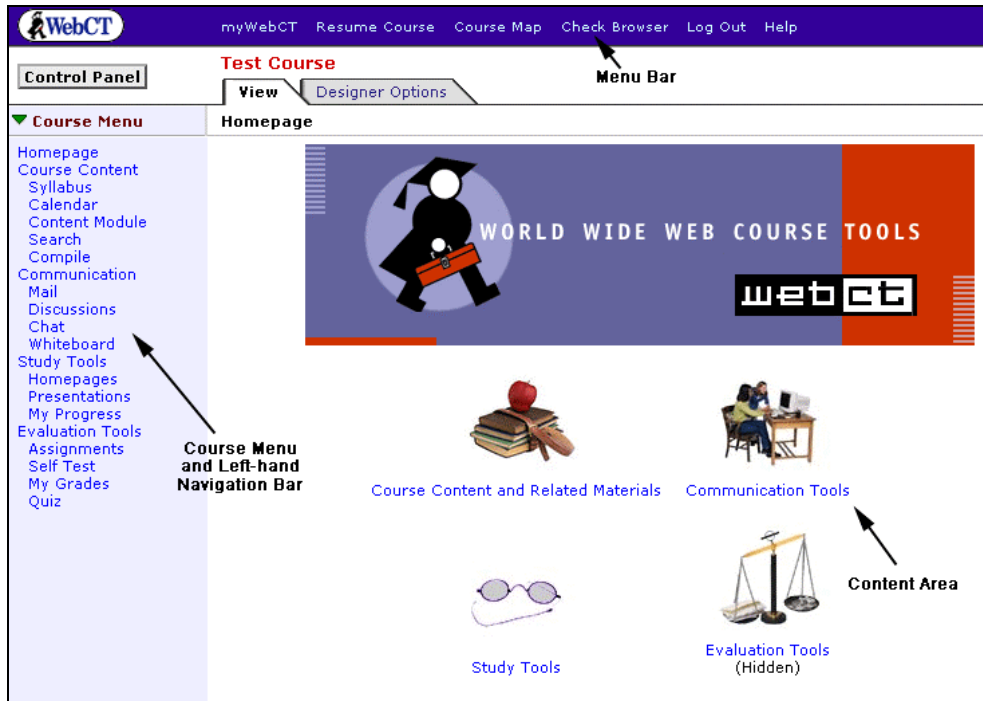 WebCT
myWebCT Resume Course Course Map Check Browser Log Out Help
Control Panel
Test Course
Menu Bar
View Designer Options
Course Menu
Homepage
Homepage
Course Content
Syllabus
Calendar
Content Module
Search
Compile
Communication
Mail
Discussions
Chat
Whiteboard
Study Tools
Homepages
Presentations
My Progress
Evaluation Tools
Assignments
Self Test
My Grades
Quiz
Course Menu
and Left-hand
Navigation Bar
WORLD WIDE WEB COURSE TOOLS
web ct
Course Content and Related Materials
Communication Tools
Content Area
Study Tools
Evaluation Tools
(Hidden)